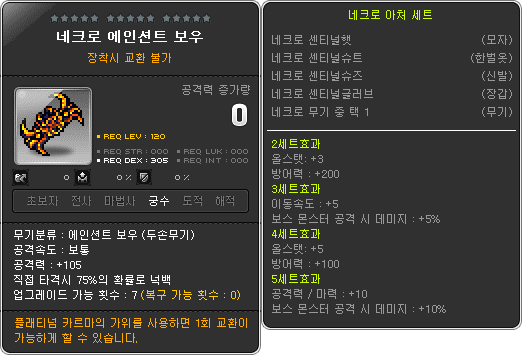 네크로 에인션트 보우
장착시 교환 불가
공격력 증가량
0
REQ LEV : 120
REQ STR : 000
REQ LUK : 000
REQ DEX : 305
REQ INT : 000
0 %
0 %
0 %
초보자 전사 마법사 궁수 도적 해적
무기분류 : 에인션트 보우 (두손무기)
공격속도 : 보통
공격력 : +105
직접 타격시 75%의 확률로 넉백
업그레이드 가능 횟수 : 7 (복구 가능 횟수 : 0)
플래티넘 카르마의 가위를 사용하면 1회 교환이
가능하게 할 수 있습니다.
네크로 아처 세트
네크로 센티널햇 (모자)
네크로 센티널슈트 (한벌옷)
네크로 센티널슈즈 (신발)
네크로 센티널글러브 (장갑)
네크로 무기 중 택 1 (무기)
2세트효과
올스탯: +3
방어력 : +200
3세트효과
이동속도 : +5
보스 몬스터 공격 시 데미지 : +5%
4세트효과
올스탯: +5
방어력 : +100
5세트효과
공격력 / 마력 : +10
보스 몬스터 공격 시 데미지 : +10%